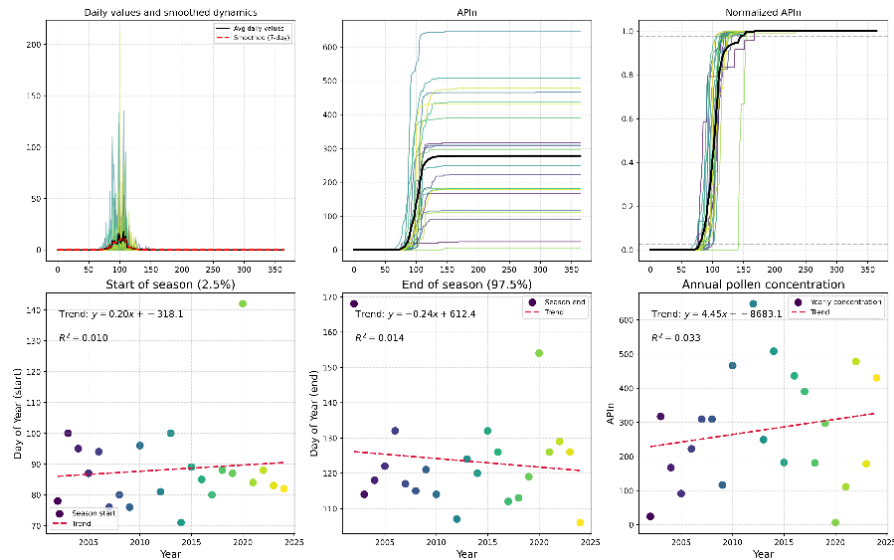 Daily values and smoothed dynamics
Avg daily values
Smoothed (7-day)
200
150
100
50
0
0 50 100 150 200 250 300 350
APIn
600
500
400
300
200
100
0
0 50 100 150 200 250 300 350
Normalized APIn
1.0
0.8
0.6
0.4
0.2
0.0
0 50 100 150 200 250 300 350
Start of season (2.5%)
Trend: y = 0.20x + −318.1
R² = 0.010
Day of Year (start)
140
130
120
110
100
90
80
70
Season start
Trend
2005 2010 2015 2020 2025
Year
End of season (97.5%)
Trend: y = −0.24x + 612.4
R² = 0.014
Season end
Trend
Day of Year (end)
170
160
150
140
130
120
110
2005 2010 2015 2020 2025
Year
Annual pollen concentration
Trend: y = 4.45x + −8683.1
R² = 0.033
Yearly concentration
Trend
APIn
600
500
400
300
200
100
0
2005 2010 2015 2020 2025
Year